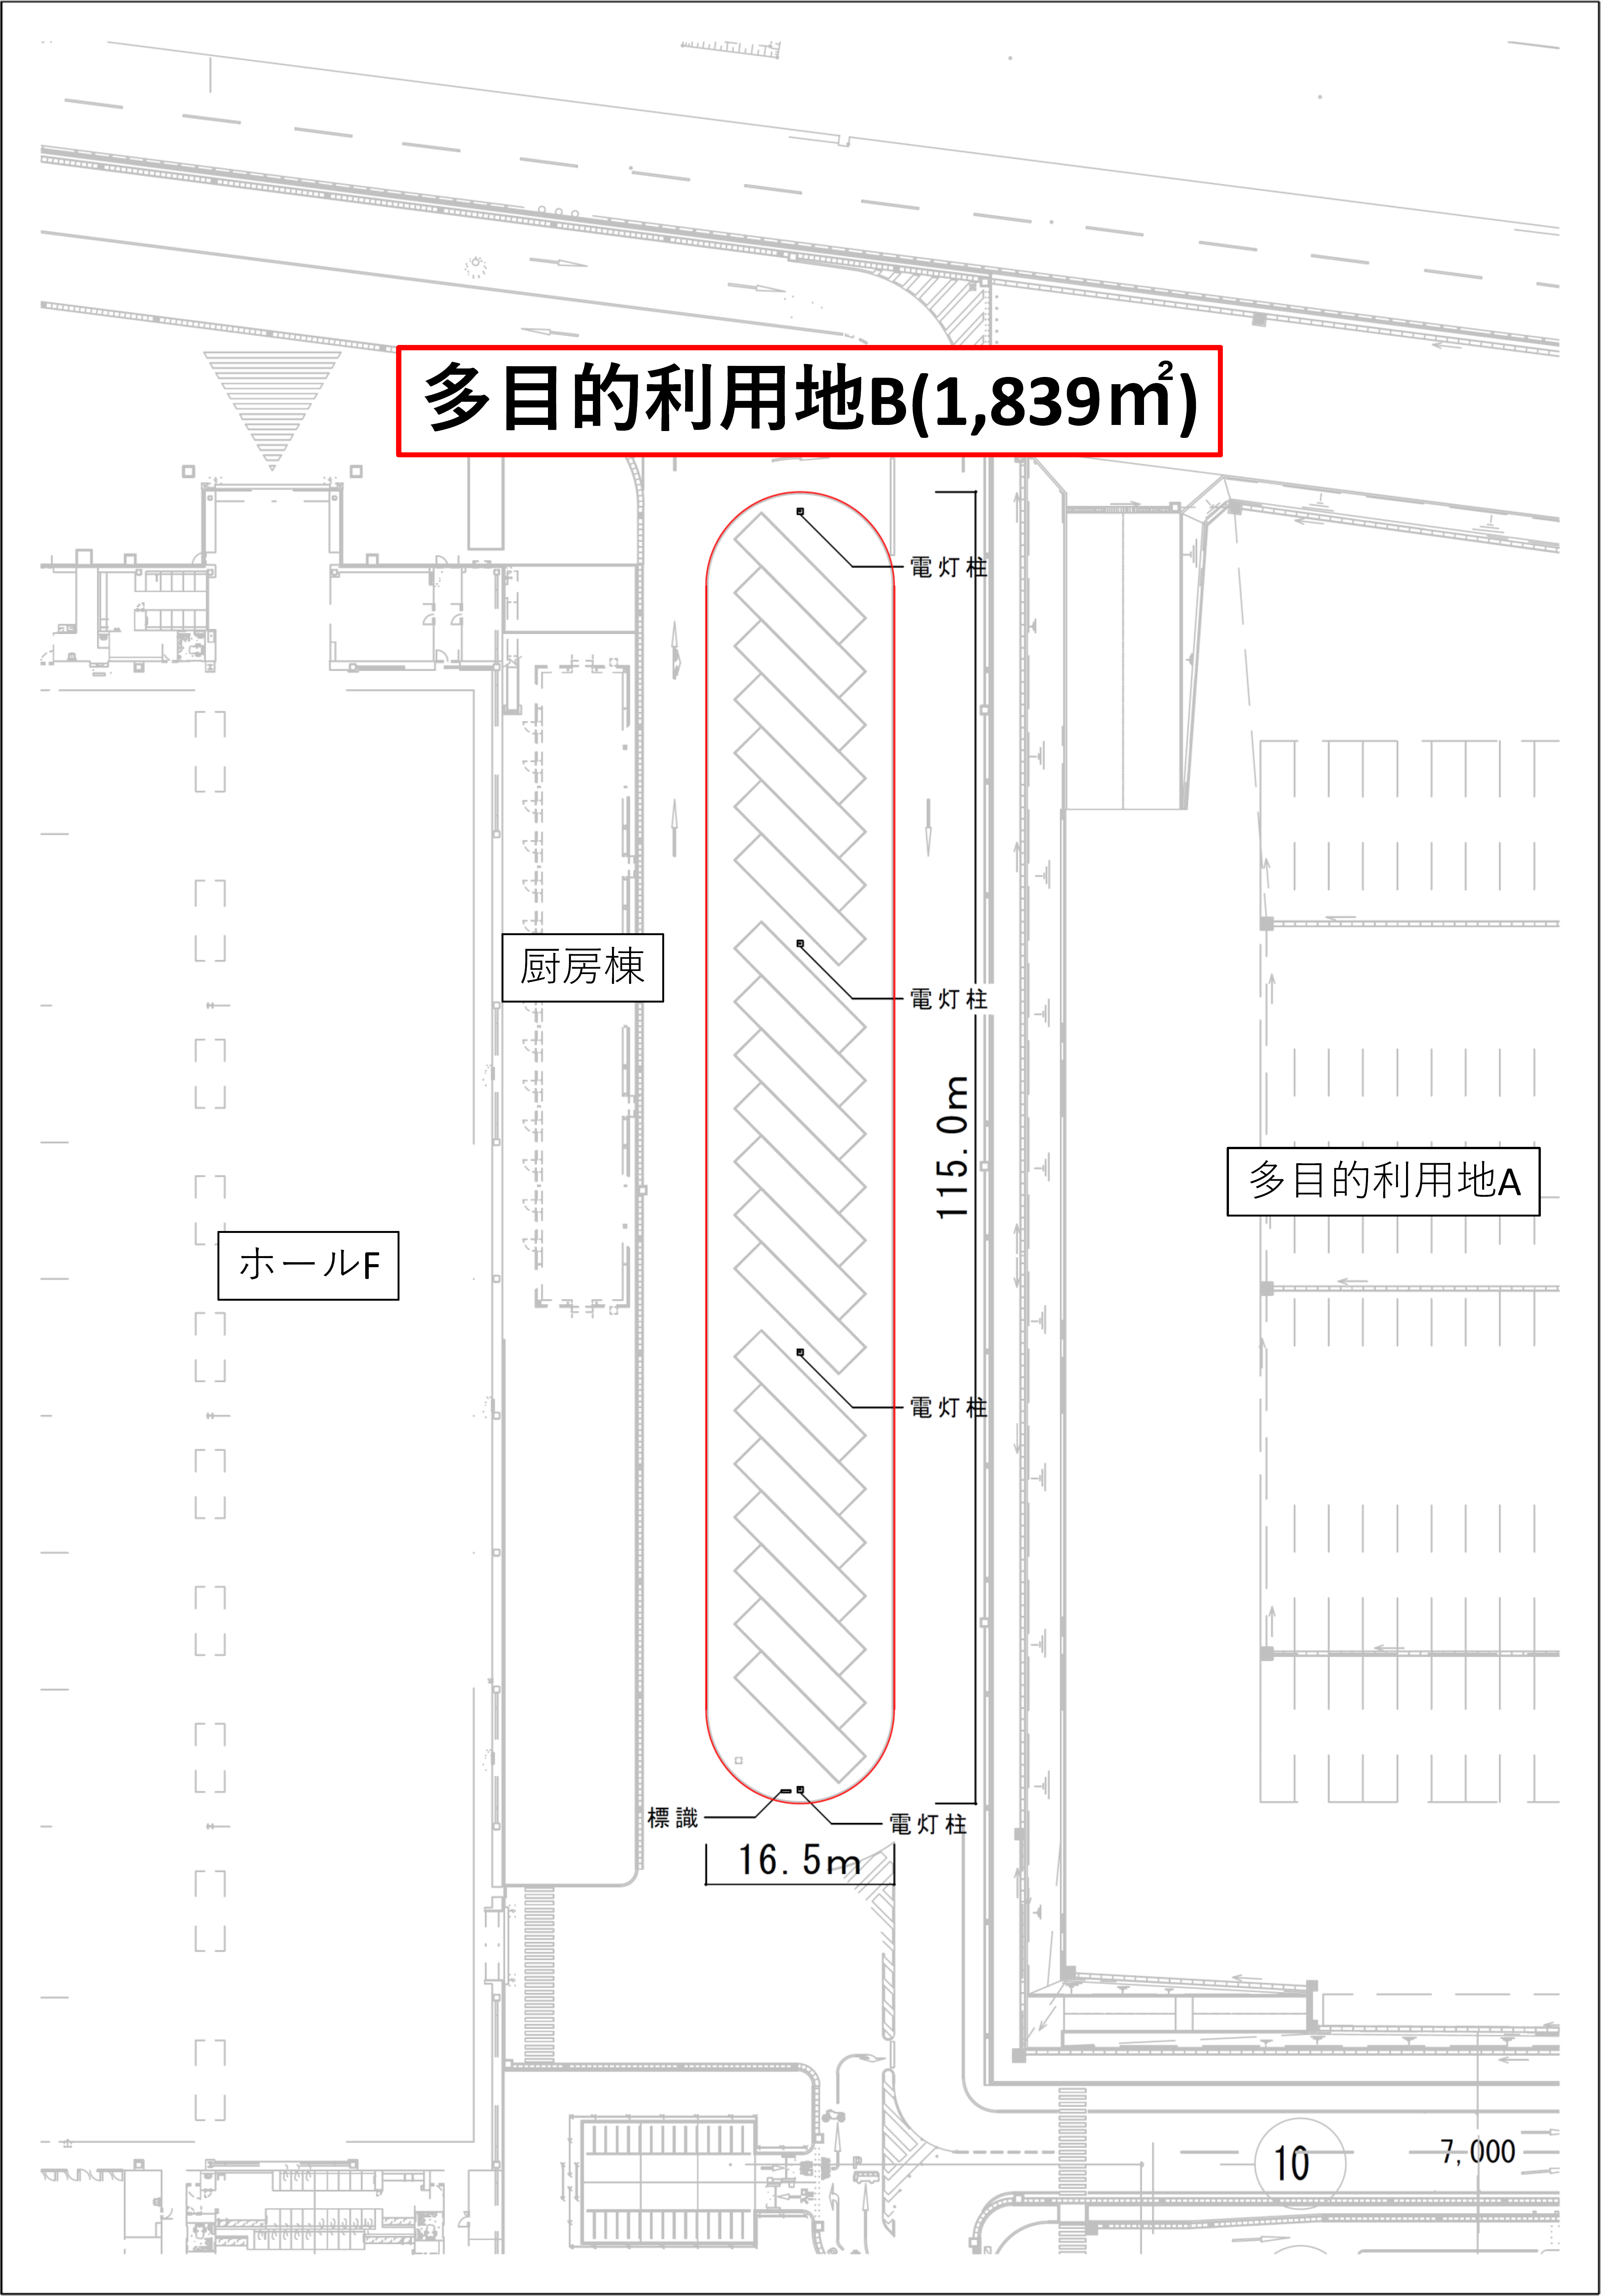 多目的利用地B(1,839㎡)
電灯柱
厨房棟
電灯柱
115.0m
多目的利用地A
ホールF
電灯柱
標識
電灯柱
16.5m
10
7,000